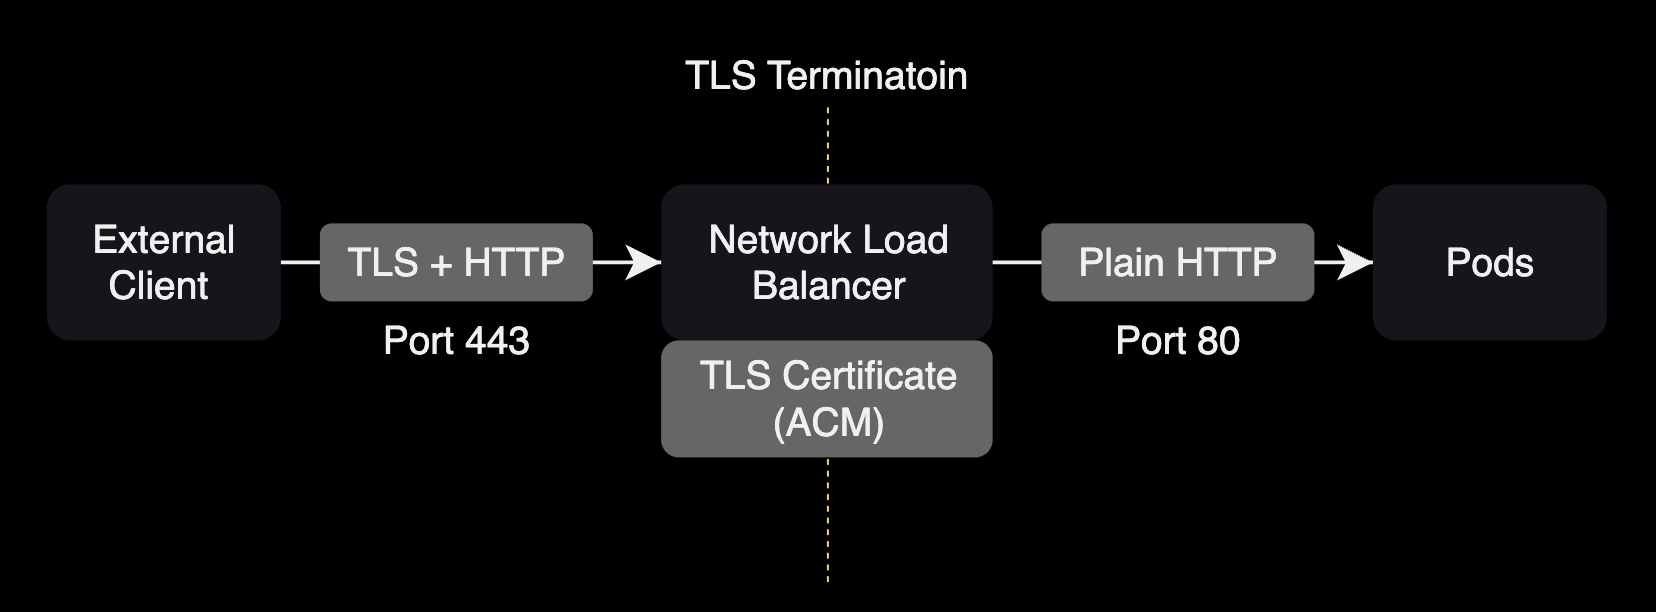 TLS Terminatoin
External
Client
TLS + HTTP
Port 443
Network Load
Balancer
TLS Certificate
(ACM)
Plain HTTP
Port 80
Pods